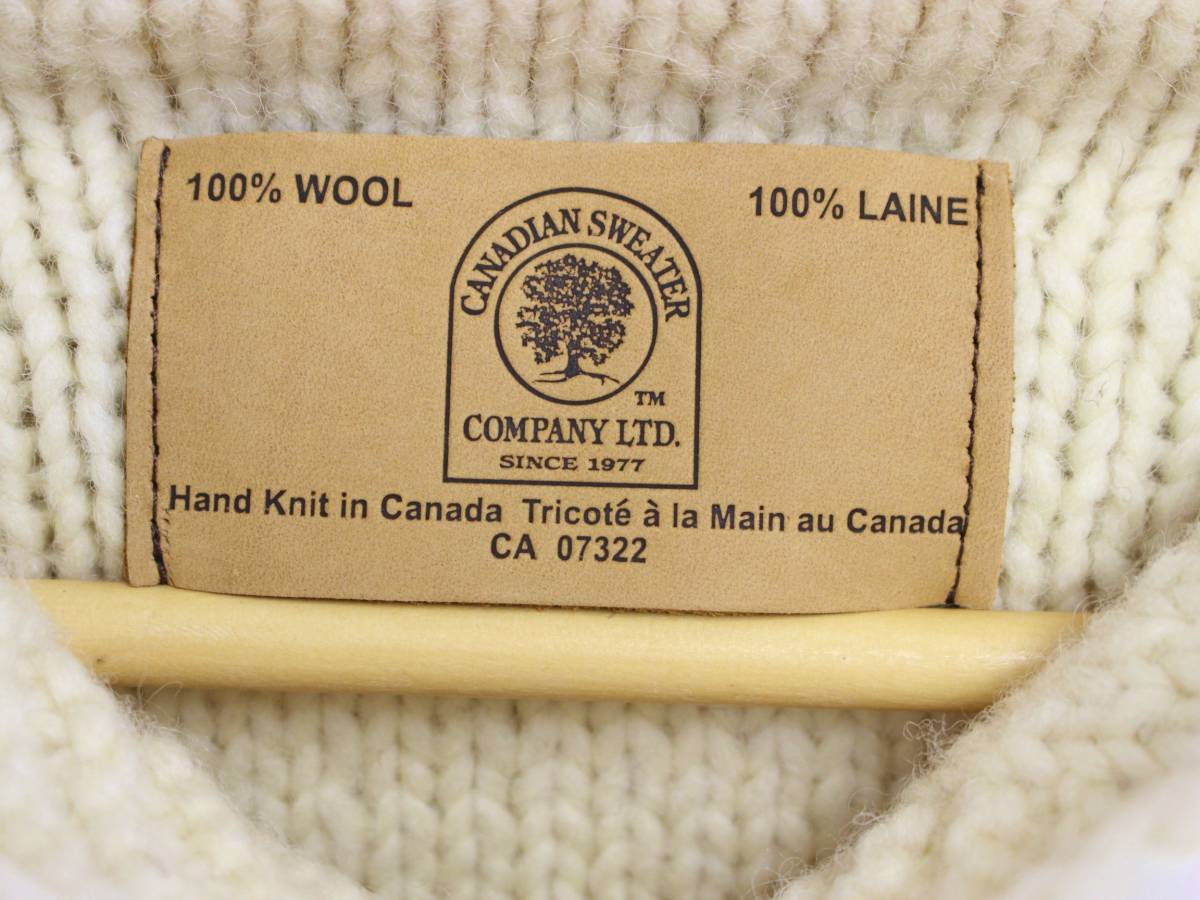 100% WOOL
100% LAINE
CANADIAN SWEATER
TM
COMPANY LTD.
SINCE 1977
Hand Knit in Canada Tricoté à la Main au Canada
CA 07322